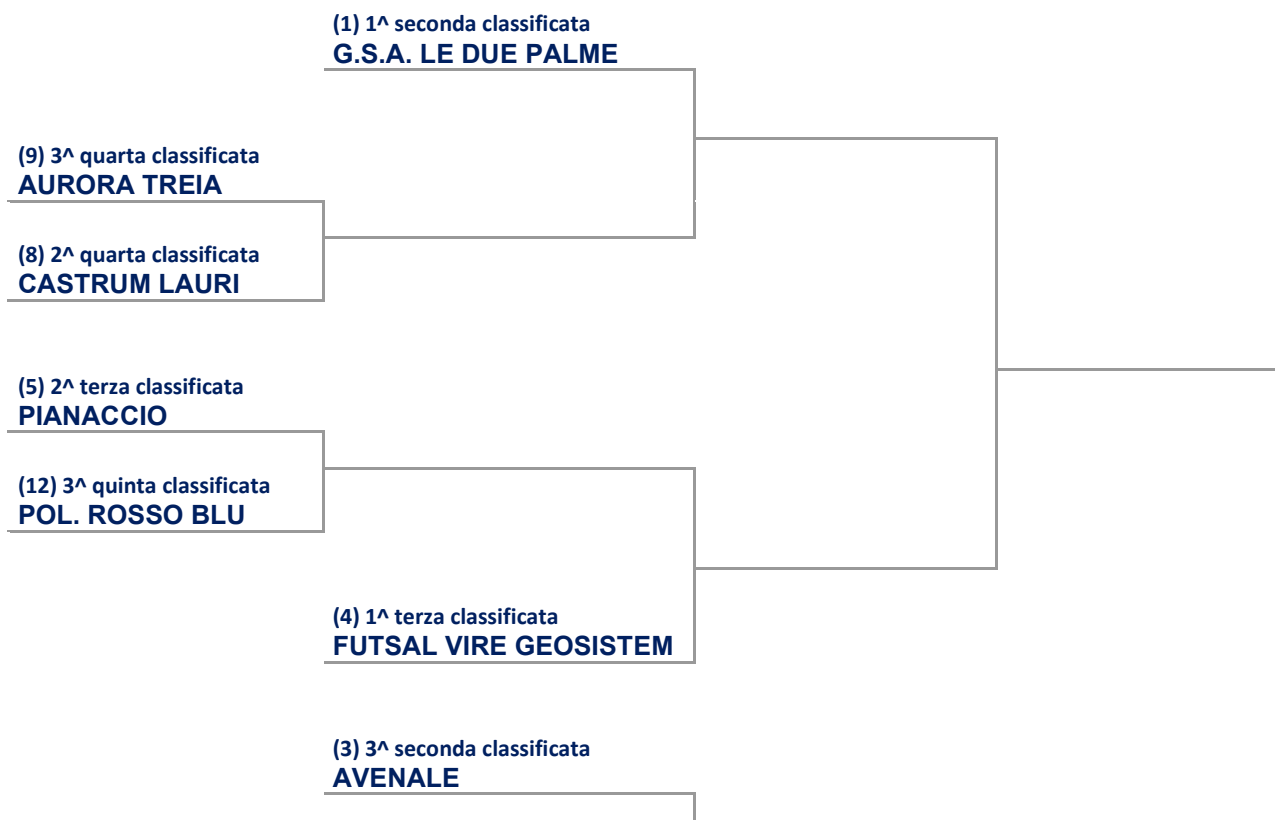 (1) 1^ seconda classificata
G.S.A. LE DUE PALME
(9) 3^ quarta classificata
AURORA TREIA
(8) 2^ quarta classificata
CASTRUM LAURI
(5) 2^ terza classificata
PIANACCIO
(12) 3^ quinta classificata
POL. ROSSO BLU
(4) 1^ terza classificata
FUTSAL VIRE GEOSISTEM
(3) 3^ seconda classificata
AVENALE